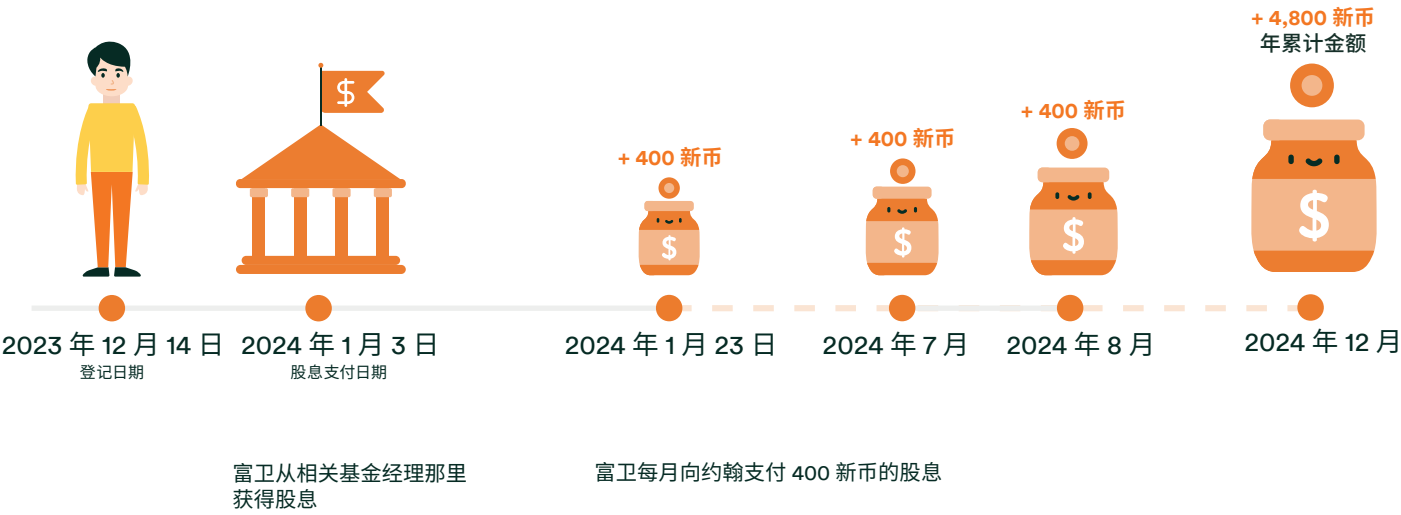 + 4,800 新币
年累计金额
+ 400 新币
+ 400 新币
+ 400 新币
$
$
$
$
$
2023 年 12 月 14 日
登记日期
2024 年 1 月 3 日
股息支付日期
2024 年 1 月 23 日
2024 年 7 月
2024 年 8 月
2024 年 12 月
富卫从相关基金经理那里
获得股息
富卫每月向约翰支付 400 新币的股息